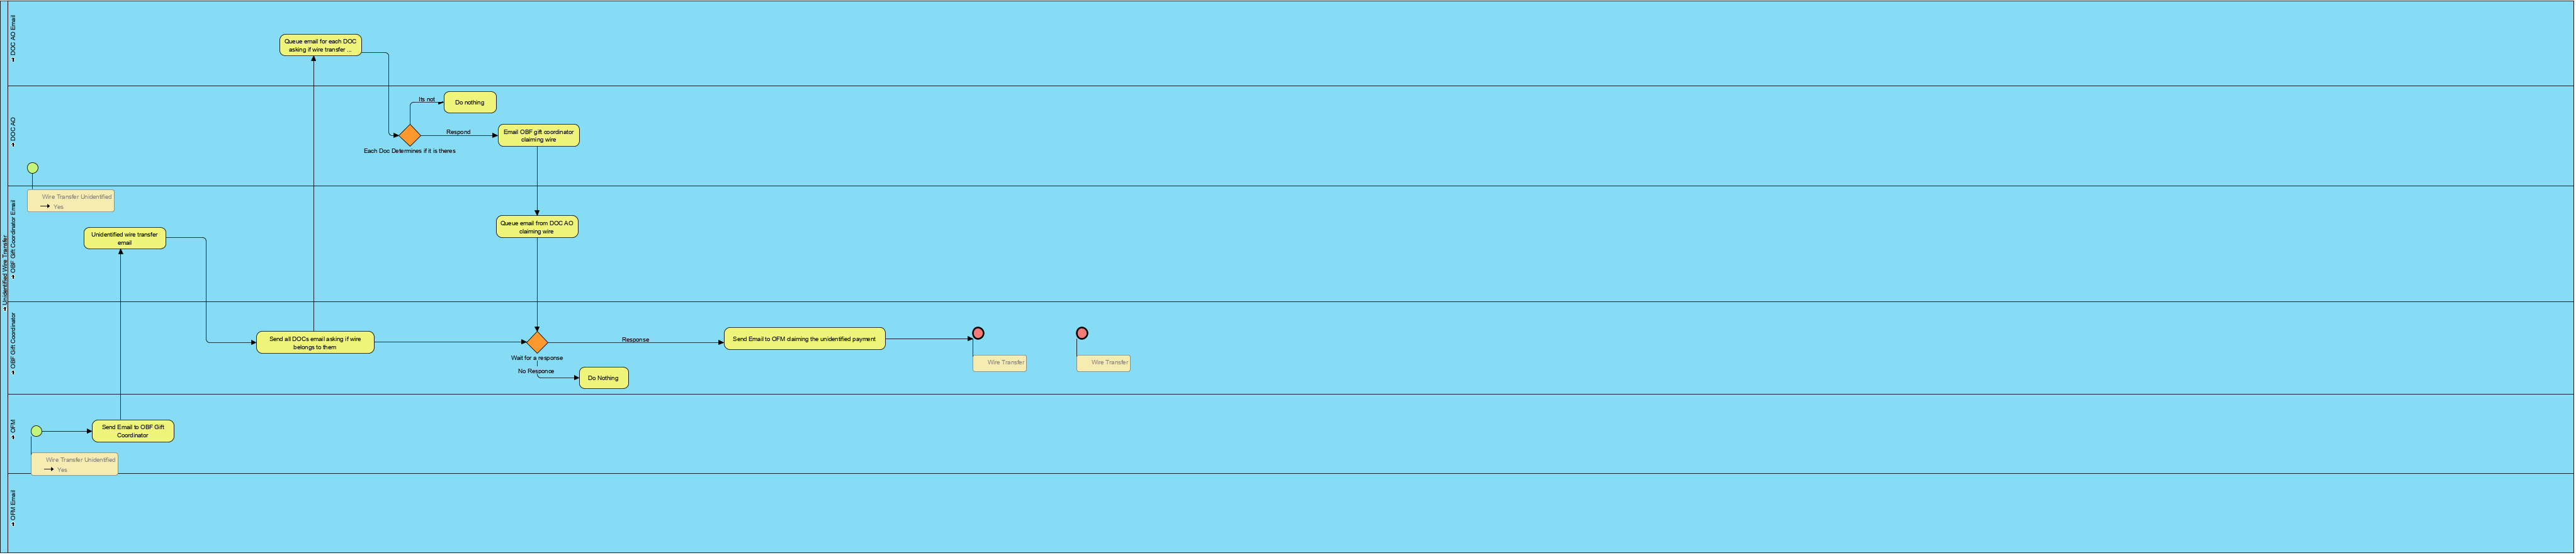 Unidentified Wire Transfer
DOC AO Email
Queue email for each DOC
asking if wire transfer ...
DOC AO
Its not
Do nothing
Respond
Email OBF gift coordinator
claiming wire
Each Doc Determines if it is theres
Wire Transfer Unidentified
Yes
OBF Gift Coordinator Email
Unidentified wire transfer
email
Queue email from DOC AO
claiming wire
OBF Gift Coordinator
Send all DOCs email asking if wire
belongs to them
Wait for a response
Response
No Responce
Do Nothing
Send Email to OFM claiming the unidentified payment
Wire Transfer
Wire Transfer
OFM
Send Email to OBF Gift
Coordinator
Wire Transfer Unidentified
Yes
OFM Email